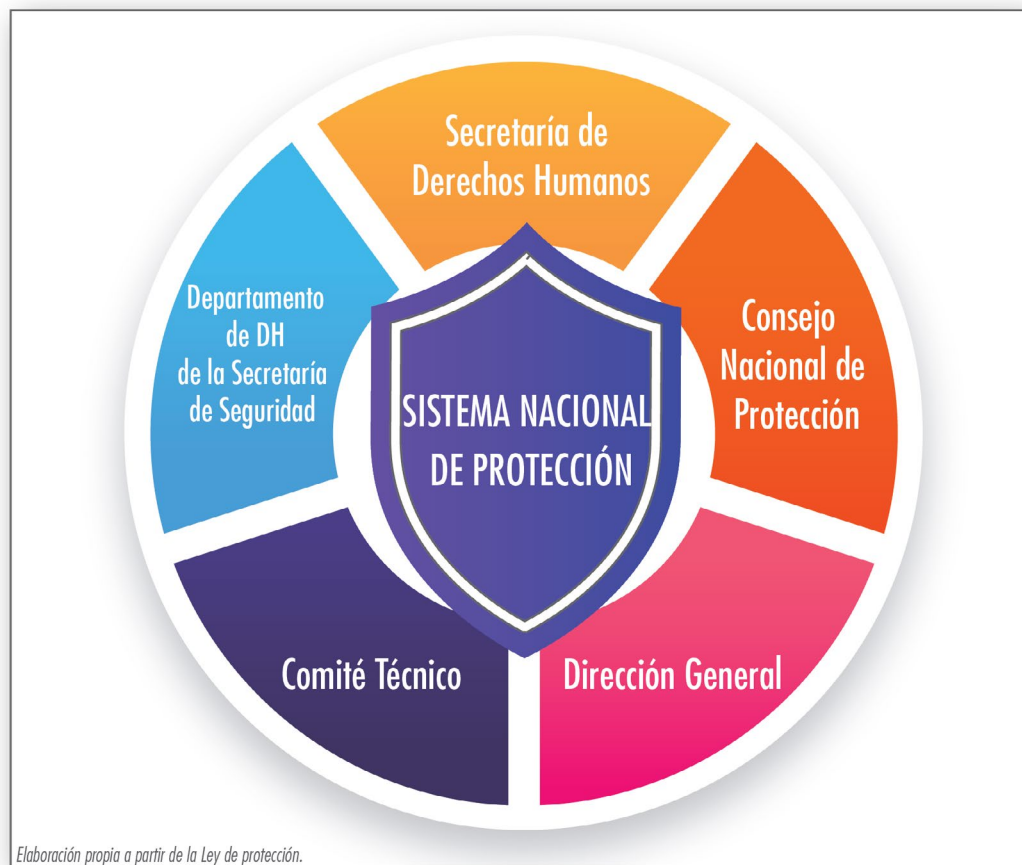 Secretaría de
Derechos Humanos
Departamento
de DH
de la Secretaría
de Seguridad
Consejo
Nacional de
Protección
SISTEMA NACIONAL
DE PROTECCIÓN
Comité Técnico
Dirección General
Elaboración propia a partir de la Ley de protección.